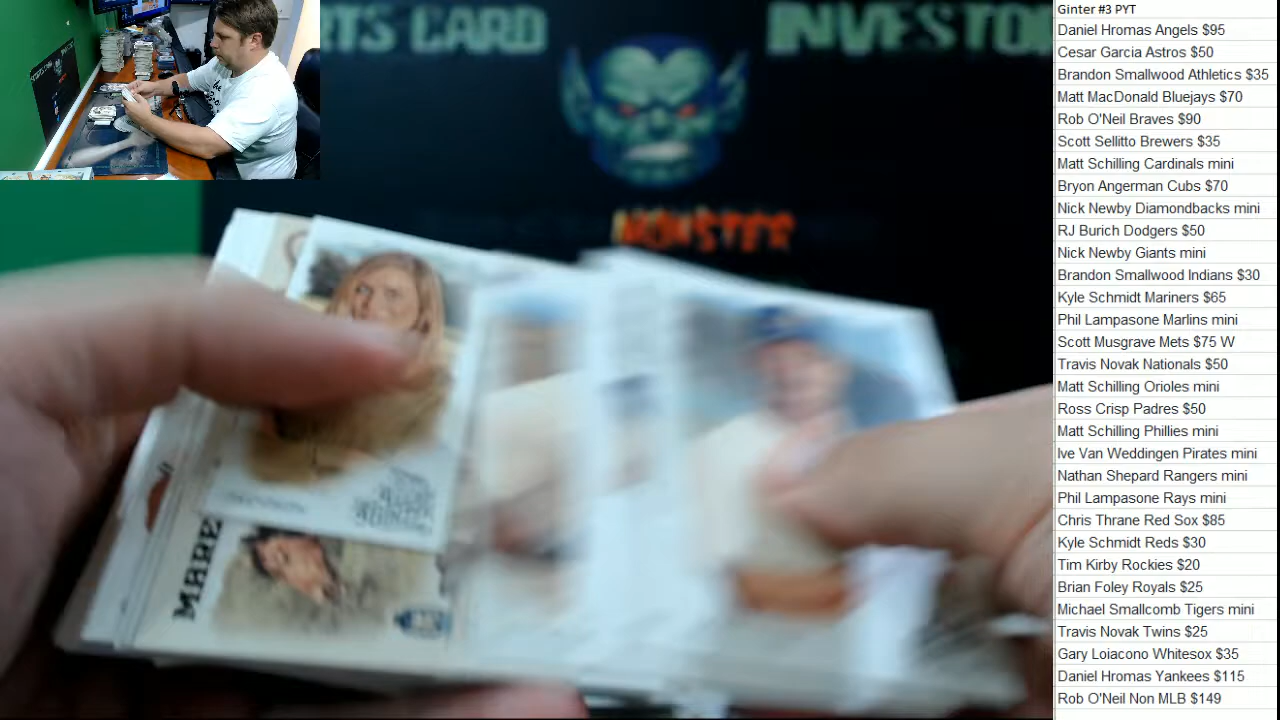 RTS CARD
INVESTO
MONSTER
MARE
Ginter #3 PYT
Daniel Hromas Angels $95
Cesar Garcia Astros $50
Brandon Smallwood Athletics $35
Matt MacDonald Bluejays $70
Rob O'Neil Braves $90
Scott Sellitto Brewers $35
Matt Schilling Cardinals mini
Bryon Angerman Cubs $70
Nick Newby Diamondbacks mini
RJ Burich Dodgers $50
Nick Newby Giants mini
Brandon Smallwood Indians $30
Kyle Schmidt Mariners $65
Phil Lampasone Marlins mini
Scott Musgrave Mets $75 W
Travis Novak Nationals $50
Matt Schilling Orioles mini
Ross Crisp Padres $50
Matt Schilling Phillies mini
Ive Van Weddingen Pirates mini
Nathan Shepard Rangers mini
Phil Lampasone Rays mini
Chris Thrane Red Sox $85
Kyle Schmidt Reds $30
Tim Kirby Rockies $20
Brian Foley Royals $25
Michael Smallcomb Tigers mini
Travis Novak Twins $25
Gary Loiacono Whitesox $35
Daniel Hromas Yankees $115
Rob O'Neil Non MLB $149